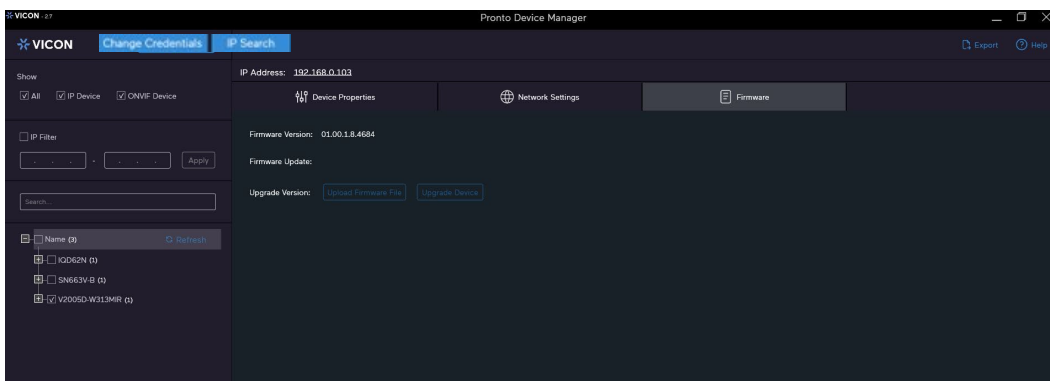 VICON - 2.7
Pronto Device Manager
VICON Change Credentials IP Search Export Help
Show
All IP Device ONVIF Device
IP Filter
. . . - . . . Apply
Search...
Name (3) Refresh
IQD62N (1)
SN663V-B (1)
V2005D-W313MIR (1)
IP Address: 192.168.0.103
Device Properties Network Settings Firmware
Firmware Version: 01.00.1.8.4684
Firmware Update:
Upgrade Version: Upload Firmware File Upgrade Device